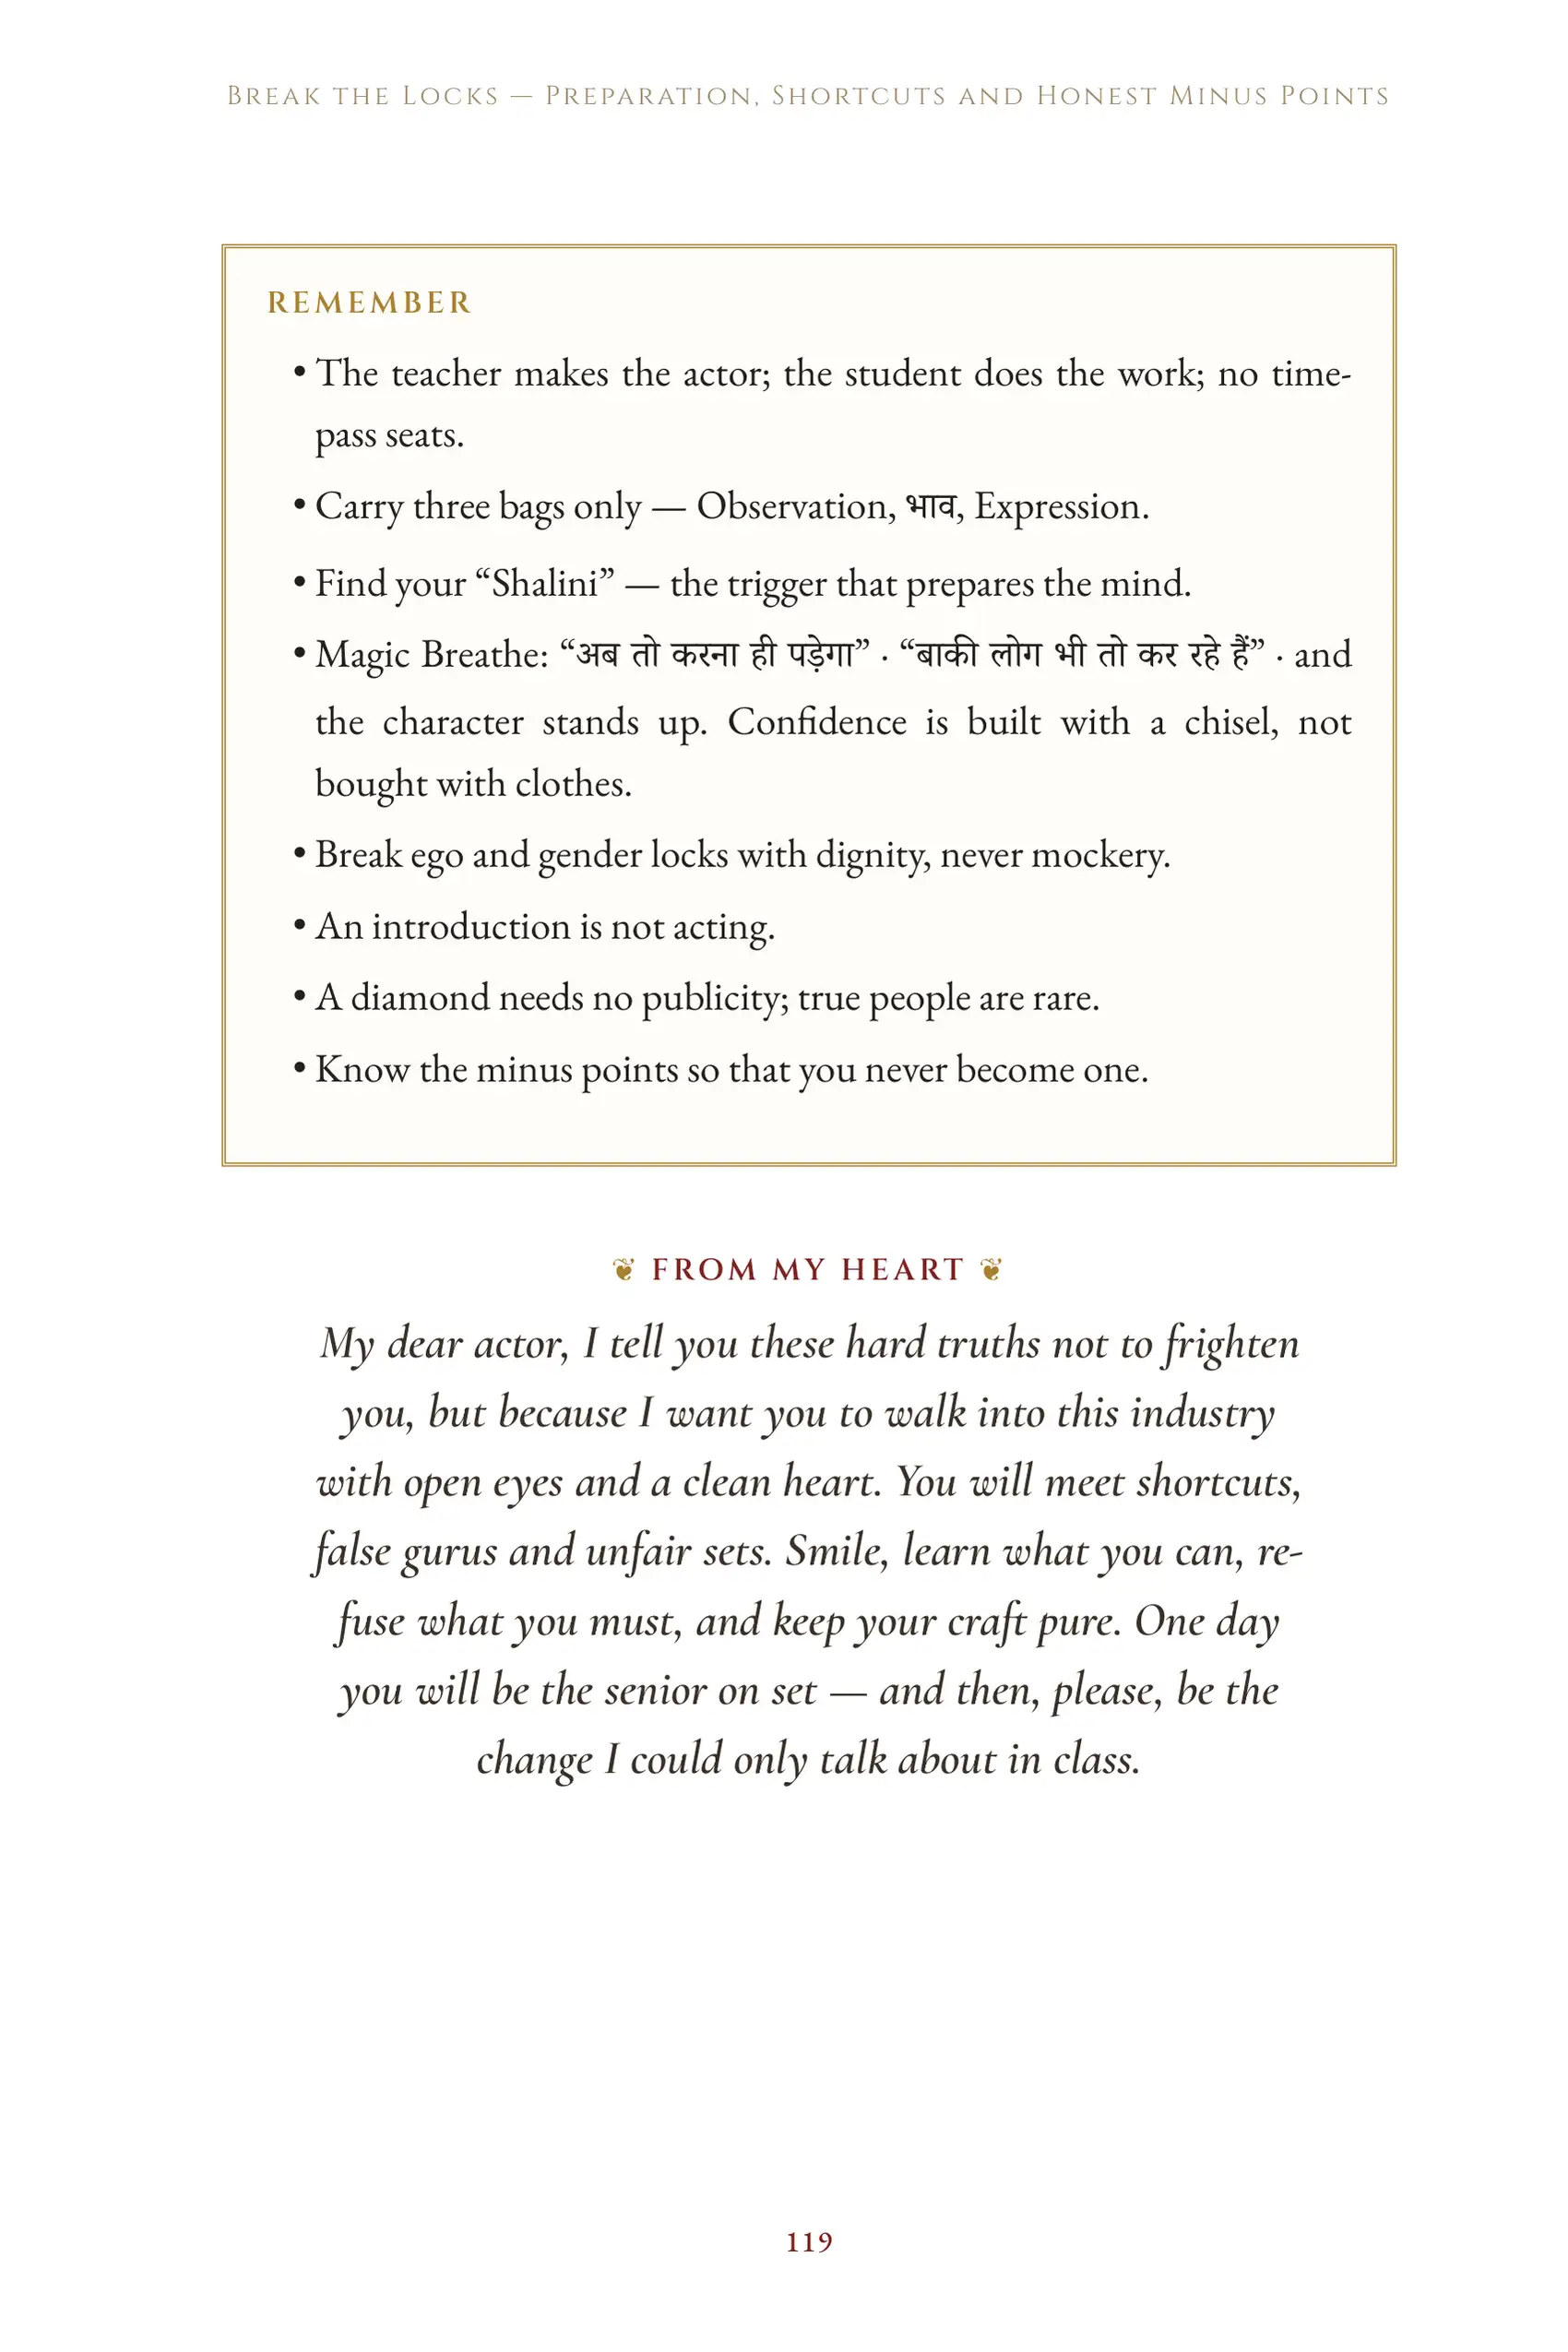 Break the Locks — Preparation, Shortcuts and Honest Minus Points
REMEMBER
• The teacher makes the actor; the student does the work; no time-
pass seats.
• Carry three bags only — Observation, भाव, Expression.
• Find your “Shalini” — the trigger that prepares the mind.
• Magic Breathe: “अब तो करना ही पड़ेगा” · “बाकी लोग भी तो कर रहे हैं” · and
the character stands up. Confidence is built with a chisel, not
bought with clothes.
• Break ego and gender locks with dignity, never mockery.
• An introduction is not acting.
• A diamond needs no publicity; true people are rare.
• Know the minus points so that you never become one.
❦ FROM MY HEART ❦
My dear actor, I tell you these hard truths not to frighten
you, but because I want you to walk into this industry
with open eyes and a clean heart. You will meet shortcuts,
false gurus and unfair sets. Smile, learn what you can, re-
fuse what you must, and keep your craft pure. One day
you will be the senior on set — and then, please, be the
change I could only talk about in class.
119